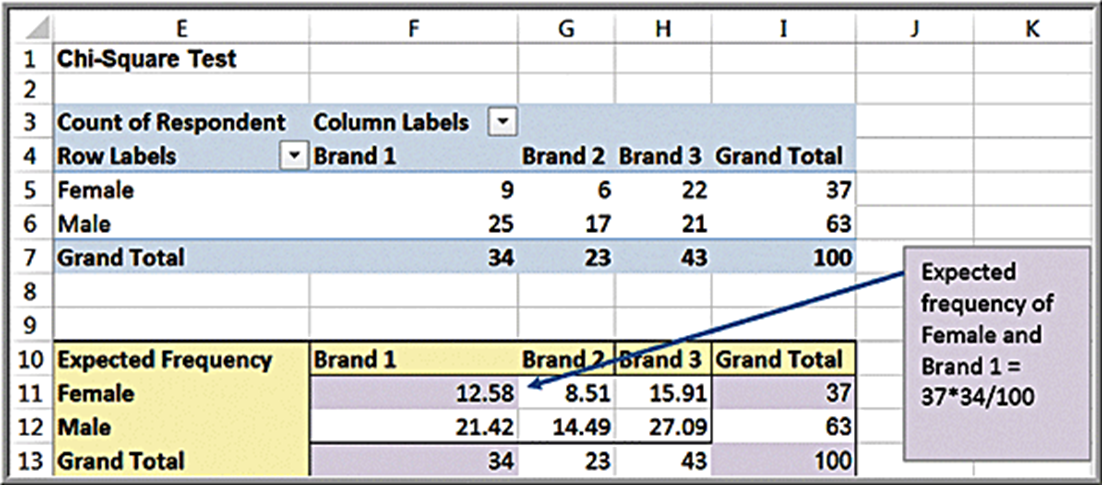 E F G H I J K
1 Chi-Square Test
2
3 Count of Respondent Column Labels
4 Row Labels Brand 1 Brand 2 Brand 3 Grand Total
5 Female 9 6 22 37
6 Male 25 17 21 63
7 Grand Total 34 23 43 100
8
9
10 Expected Frequency Brand 1 Brand 2 Brand 3 Grand Total
11 Female 12.58 8.51 15.91 37
12 Male 21.42 14.49 27.09 63
13 Grand Total 34 23 43 100
Expected
frequency of
Female and
Brand 1 =
37*34/100